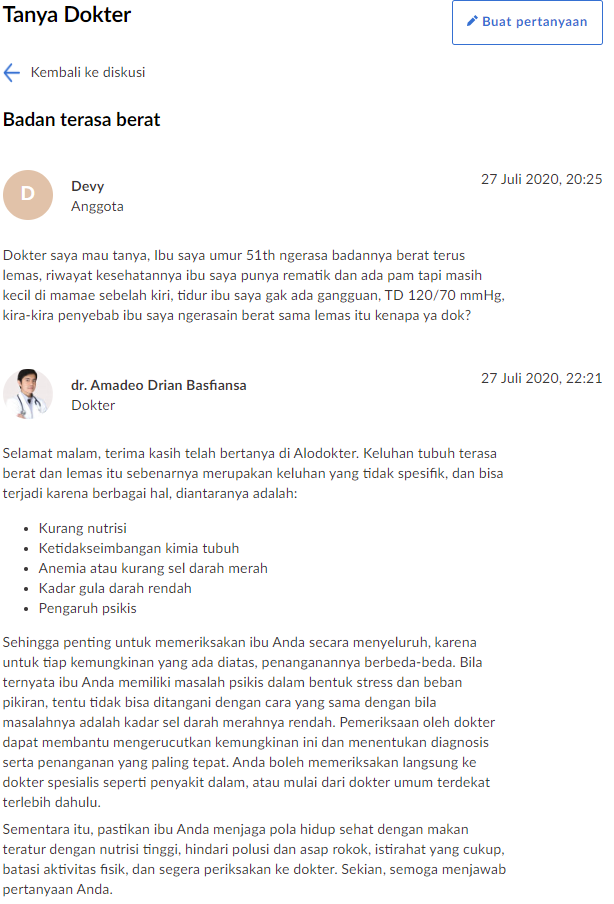 Tanya Dokter
Buat pertanyaan
Kembali ke diskusi
Badan terasa berat
D
Devy
27 Juli 2020, 20:25
Anggota
Dokter saya mau tanya, Ibu saya umur 51th ngerasa badannya berat terus
lemas, riwayat kesehatannya ibu saya punya rematik dan ada pam tapi masih
kecil di mamae sebelah kiri, tidur ibu saya gak ada gangguan, TD 120/70 mmHg,
kira-kira penyebab ibu saya ngerasain berat sama lemas itu kenapa ya dok?
dr. Amadeo Drian Basfiansa
27 Juli 2020, 22:21
Dokter
Selamat malam, terima kasih telah bertanya di Alodokter. Keluhan tubuh terasa
berat dan lemas itu sebenarnya merupakan keluhan yang tidak spesifik, dan bisa
terjadi karena berbagai hal, diantaranya adalah:
• Kurang nutrisi
• Ketidakseimbangan kimia tubuh
• Anemia atau kurang sel darah merah
• Kadar gula darah rendah
• Pengaruh psikis
Sehingga penting untuk memeriksakan ibu Anda secara menyeluruh, karena
untuk tiap kemungkinan yang ada diatas, penanganannya berbeda-beda. Bila
ternyata ibu Anda memiliki masalah psikis dalam bentuk stress dan beban
pikiran, tentu tidak bisa ditangani dengan cara yang sama dengan bila
masalahnya adalah kadar sel darah merahnya rendah. Pemeriksaan oleh dokter
dapat membantu mengerucutkan kemungkinan ini dan menentukan diagnosis
serta penanganan yang paling tepat. Anda boleh memeriksakan langsung ke
dokter spesialis seperti penyakit dalam, atau mulai dari dokter umum terdekat
terlebih dahulu.
Sementara itu, pastikan ibu Anda menjaga pola hidup sehat dengan makan
teratur dengan nutrisi tinggi, hindari polusi dan asap rokok, istirahat yang cukup,
batasi aktivitas fisik, dan segera periksakan ke dokter. Sekian, semoga menjawab
pertanyaan Anda.